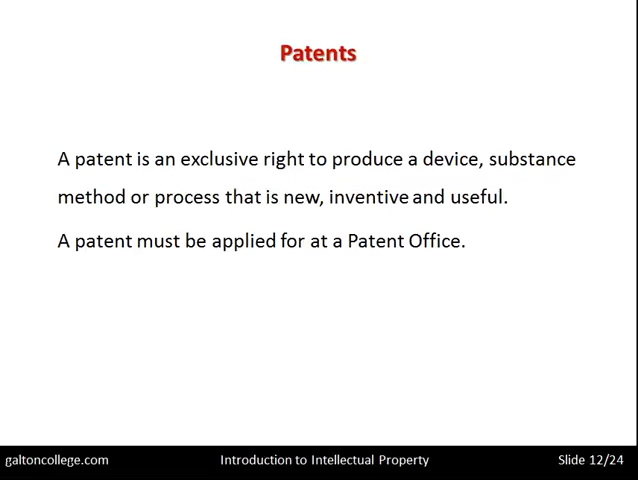 Patents
A patent is an exclusive right to produce a device, substance
method or process that is new, inventive and useful.
A patent must be applied for at a Patent Office.
galtoncollege.com
Introduction to Intellectual Property
Slide 12/24